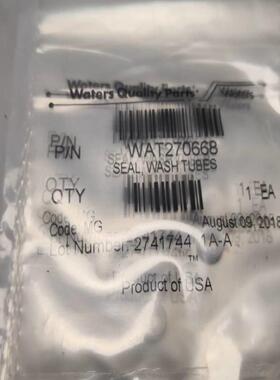 Waters Quality Parts
P/N WAT270668
SEAL, WASH TUBES
QTY 1 EA
Code: MG August 09, 2018
Lot Number: 2741744 1A-A
Product of USA